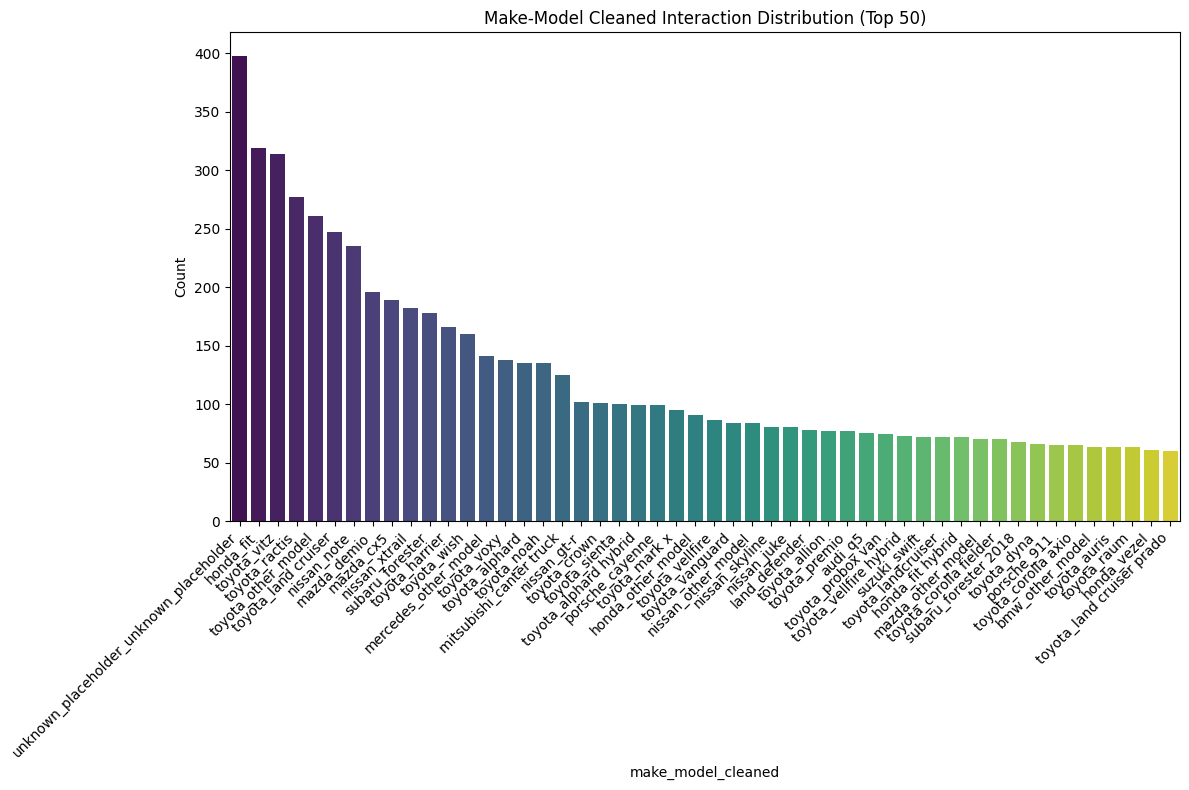 Make-Model Cleaned Interaction Distribution (Top 50)
Count
400
350
300
250
200
150
100
50
0
unknown_placeholder_unknown_placeholder
honda_fit
toyota_vitz
toyota_ractis
toyota_other_model
toyota_land cruiser
nissan_note
mazda_demio
mazda_cx5
nissan_xtrail
subaru_forester
toyota_harrier
toyota_wish
mercedes_other_model
toyota_voxy
toyota_alphard
toyota_noah
mitsubishi_canter truck
nissan_gt-r
toyota_crown
toyota_sienta
toyota_alphard hybrid
porsche_cayenne
toyota_mark x
honda_other_model
toyota_vellfire
toyota_vanguard
nissan_other_model
nissan_skyline
nissan_juke
land_defender
toyota_allion
toyota_premio
audi_q5
toyota_probox van
toyota_vellfire hybrid
suzuki_swift
toyota_landcruiser
honda_fit hybrid
mazda_other_model
toyota_corolla fielder
subaru_forester 2018
toyota_dyna
porsche_911
toyota_corolla axio
bmw_other_model
toyota_auris
toyota_raum
honda_vezel
toyota_land cruiser prado
make_model_cleaned